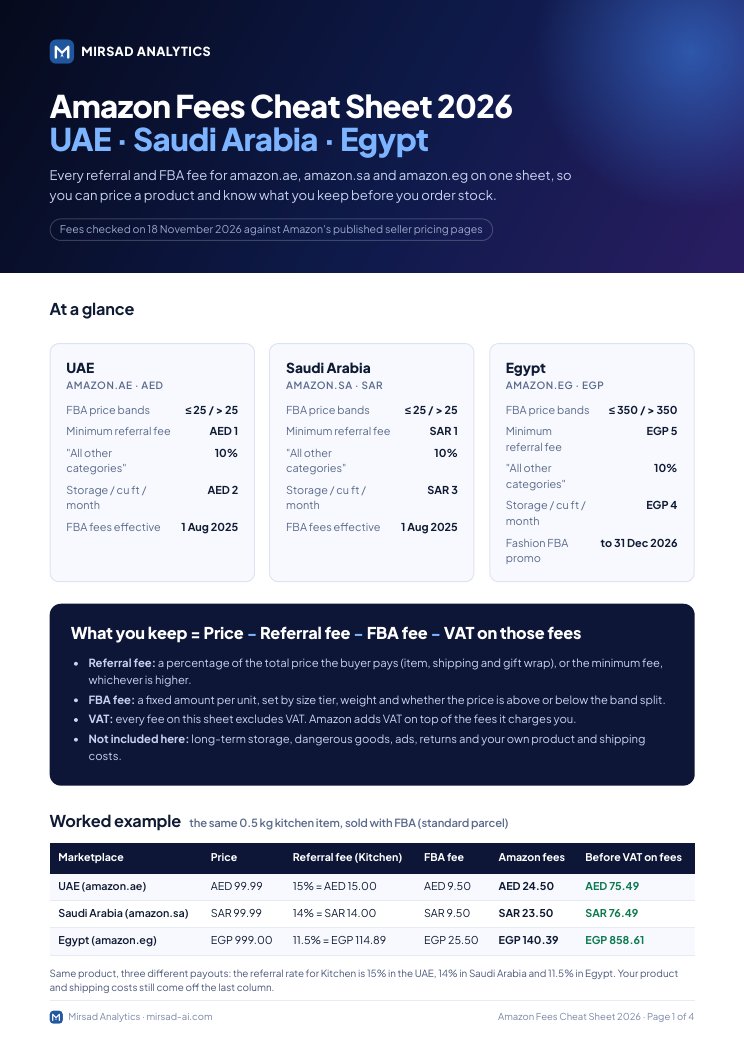 MIRSAD ANALYTICS
Amazon Fees Cheat Sheet 2026
UAE · Saudi Arabia · Egypt
Every referral and FBA fee for amazon.ae, amazon.sa and amazon.eg on one sheet, so
you can price a product and know what you keep before you order stock.
Fees checked on 18 November 2026 against Amazon's published seller pricing pages
At a glance
UAE
AMAZON.AE · AED
FBA price bands ≤ 25 / > 25
Minimum referral fee AED 1
"All other
categories" 10%
Storage / cu ft /
month AED 2
FBA fees effective 1 Aug 2025
Saudi Arabia
AMAZON.SA · SAR
FBA price bands ≤ 25 / > 25
Minimum referral fee SAR 1
"All other
categories" 10%
Storage / cu ft /
month SAR 3
FBA fees effective 1 Aug 2025
Egypt
AMAZON.EG · EGP
FBA price bands ≤ 350 / > 350
Minimum
referral fee EGP 5
"All other
categories" 10%
Storage / cu ft /
month EGP 4
Fashion FBA
promo to 31 Dec 2026
What you keep = Price – Referral fee – FBA fee – VAT on those fees
• Referral fee: a percentage of the total price the buyer pays (item, shipping and gift wrap), or the minimum fee,
whichever is higher.
• FBA fee: a fixed amount per unit, set by size tier, weight and whether the price is above or below the band split.
• VAT: every fee on this sheet excludes VAT. Amazon adds VAT on top of the fees it charges you.
• Not included here: long-term storage, dangerous goods, ads, returns and your own product and shipping
costs.
Worked example the same 0.5 kg kitchen item, sold with FBA (standard parcel)
Marketplace Price Referral fee (Kitchen) FBA fee Amazon fees Before VAT on fees
UAE (amazon.ae) AED 99.99 15% = AED 15.00 AED 9.50 AED 24.50 AED 75.49
Saudi Arabia (amazon.sa) SAR 99.99 14% = SAR 14.00 SAR 9.50 SAR 23.50 SAR 76.49
Egypt (amazon.eg) EGP 999.00 11.5% = EGP 114.89 EGP 25.50 EGP 140.39 EGP 858.61
Same product, three different payouts: the referral rate for Kitchen is 15% in the UAE, 14% in Saudi Arabia and 11.5% in Egypt. Your product
and shipping costs still come off the last column.
Mirsad Analytics · mirsad-ai.com Amazon Fees Cheat Sheet 2026 · Page 1 of 4